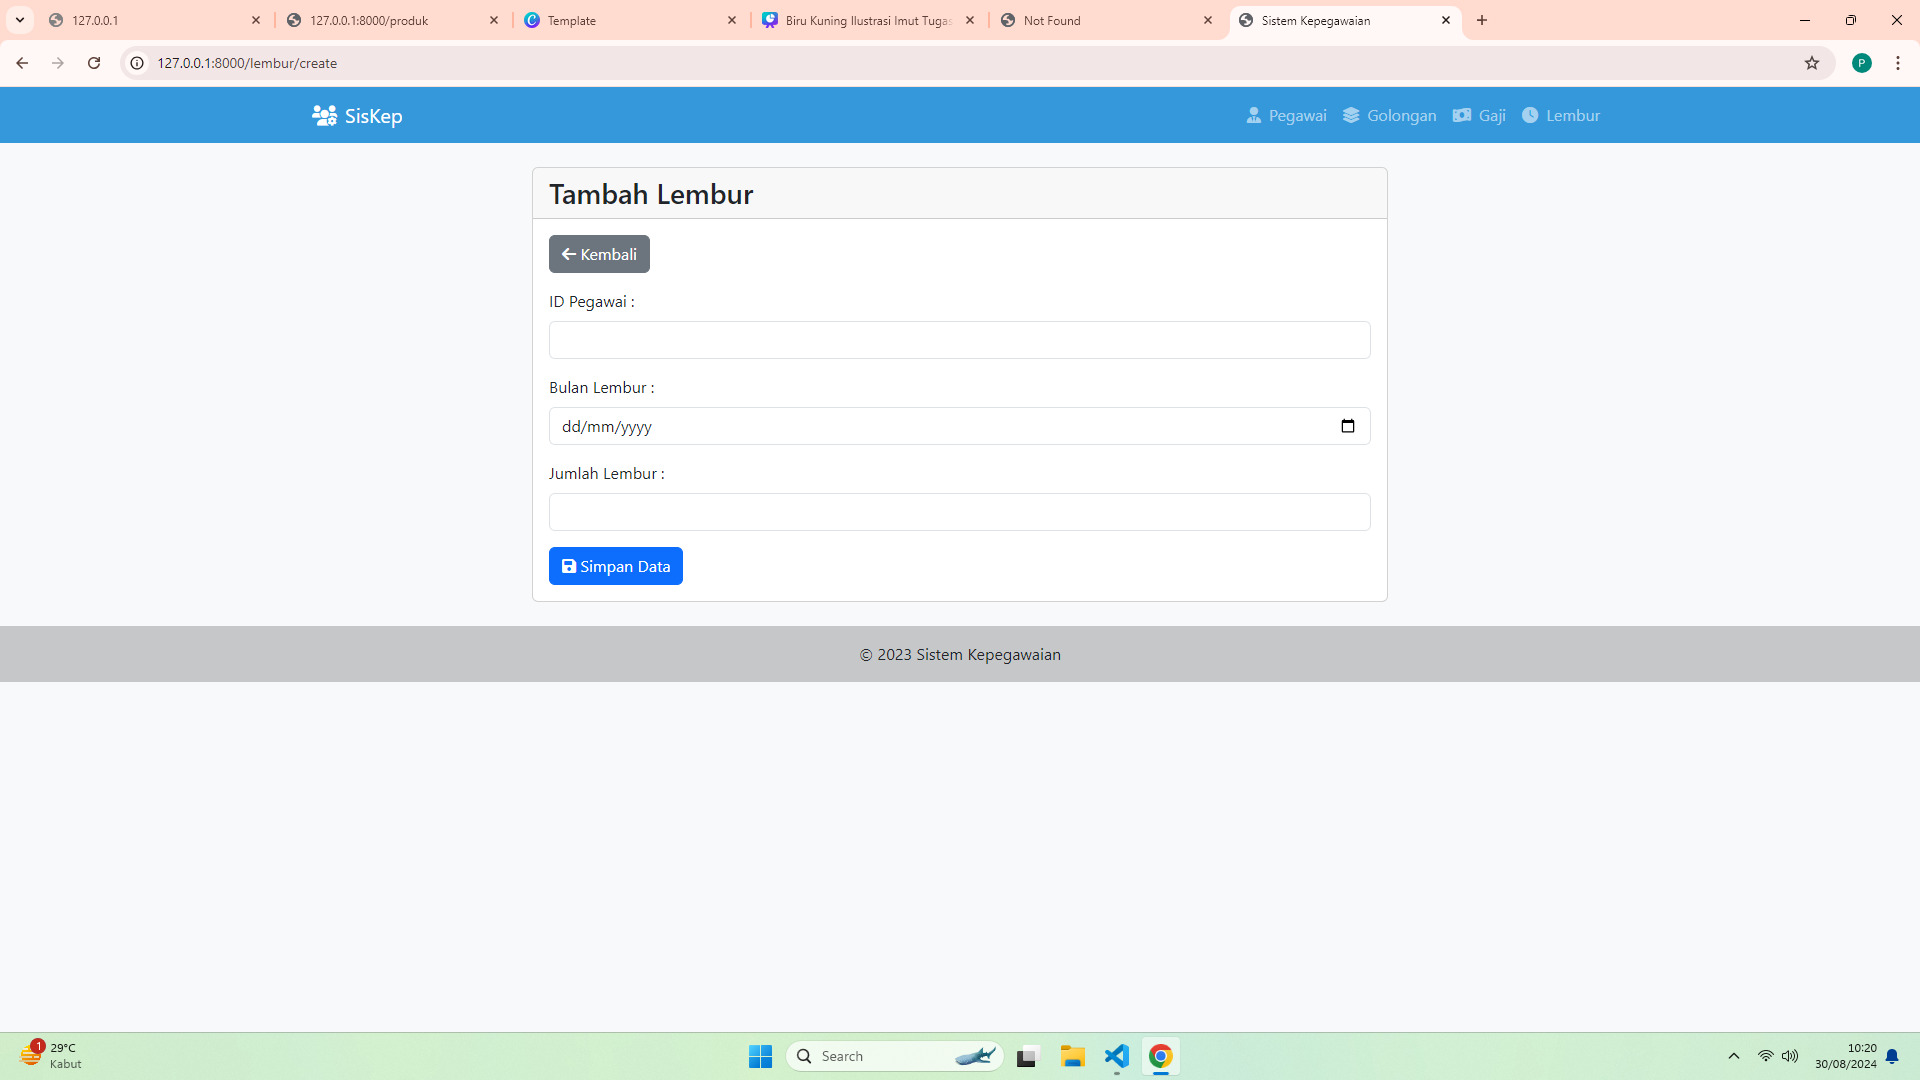 127.0.0.1
127.0.0.1:8000/produk
Template
Biru Kuning Ilustrasi Imut Tugas
Not Found
Sistem Kepegawaian
127.0.0.1:8000/lembur/create
P
SisKep
Pegawai
Golongan
Gaji
Lembur
Tambah Lembur
Kembali
ID Pegawai :
Bulan Lembur :
dd/mm/yyyy
Jumlah Lembur :
Simpan Data
© 2023 Sistem Kepegawaian
1
29°C
Kabut
Search
10:20
30/08/2024